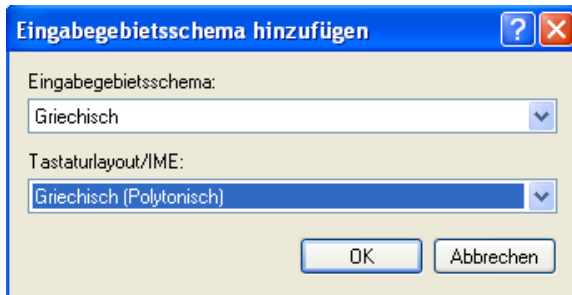 Eingabegebietsschema hinzufügen
Eingabegebietsschema:
Griechisch
Tastaturlayout/IME:
Griechisch (Polytonisch)
OK Abbrechen